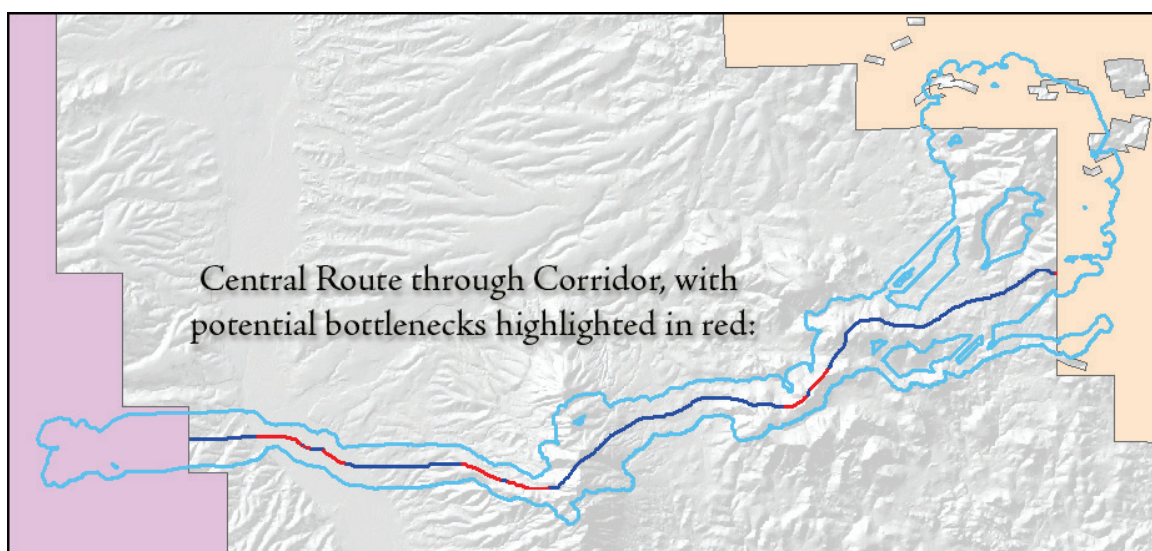 Central Route through Corridor, with
potential bottlenecks highlighted in red: